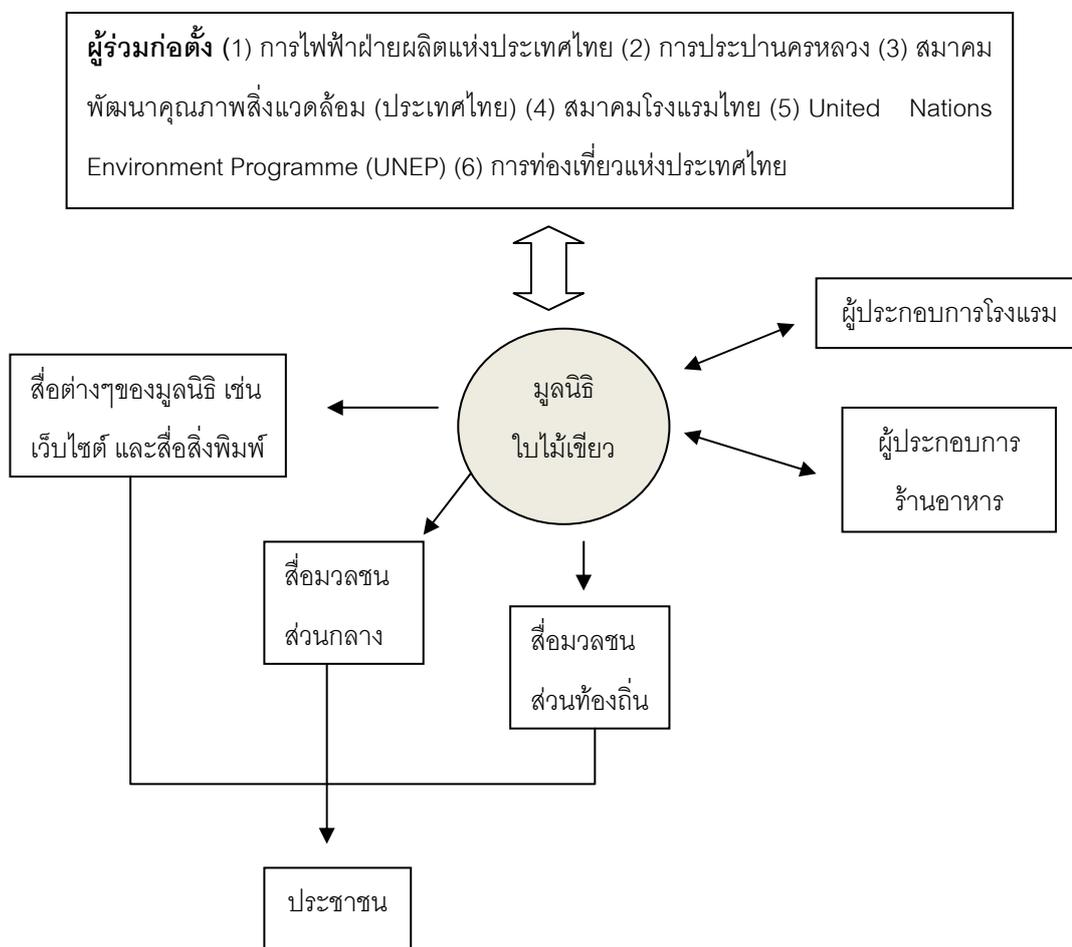 ผู้ร่วมก่อตั้ง (1) การไฟฟ้าฝ่ายผลิตแห่งประเทศไทย (2) การประปานครหลวง (3) สมาคม
พัฒนาคุณภาพสิ่งแวดล้อม (ประเทศไทย) (4) สมาคมโรงแรมไทย (5) United Nations
Environment Programme (UNEP) (6) การท่องเที่ยวแห่งประเทศไทย
ผู้ประกอบการโรงแรม
สื่อต่างๆของมูลนิธิ เช่น
เว็บไซต์ และสื่อสิ่งพิมพ์
มูลนิธิ
ใบไม้เขียว
ผู้ประกอบการ
ร้านอาหาร
สื่อมวลชน
ส่วนกลาง
สื่อมวลชน
ส่วนท้องถิ่น
ประชาชน